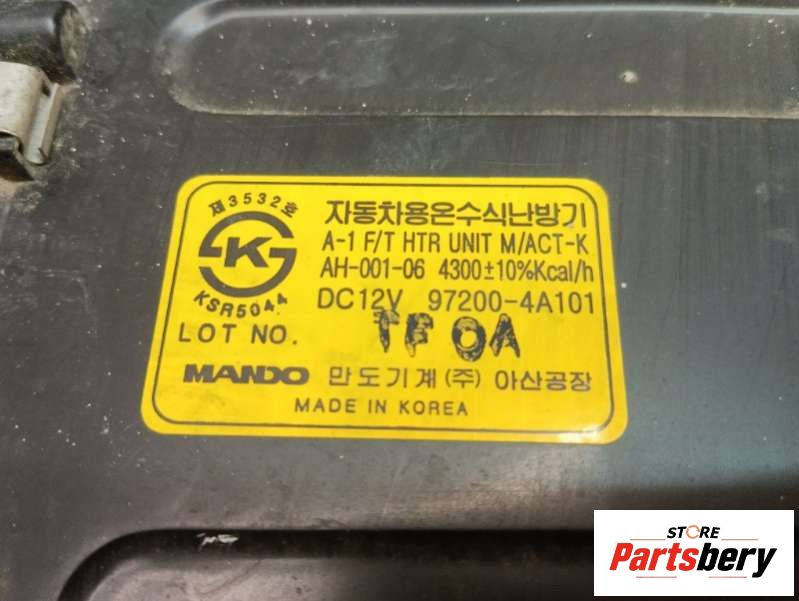 제3532호
K
KSR5044
자동차용온수식난방기
A-1 F/T HTR UNIT M/ACT-K
AH-001-06 4300±10%Kcal/h
DC12V 97200-4A101
LOT NO. TF0A
MANDO 만도기계(주) 아산공장
MADE IN KOREA
STORE
Partsbery